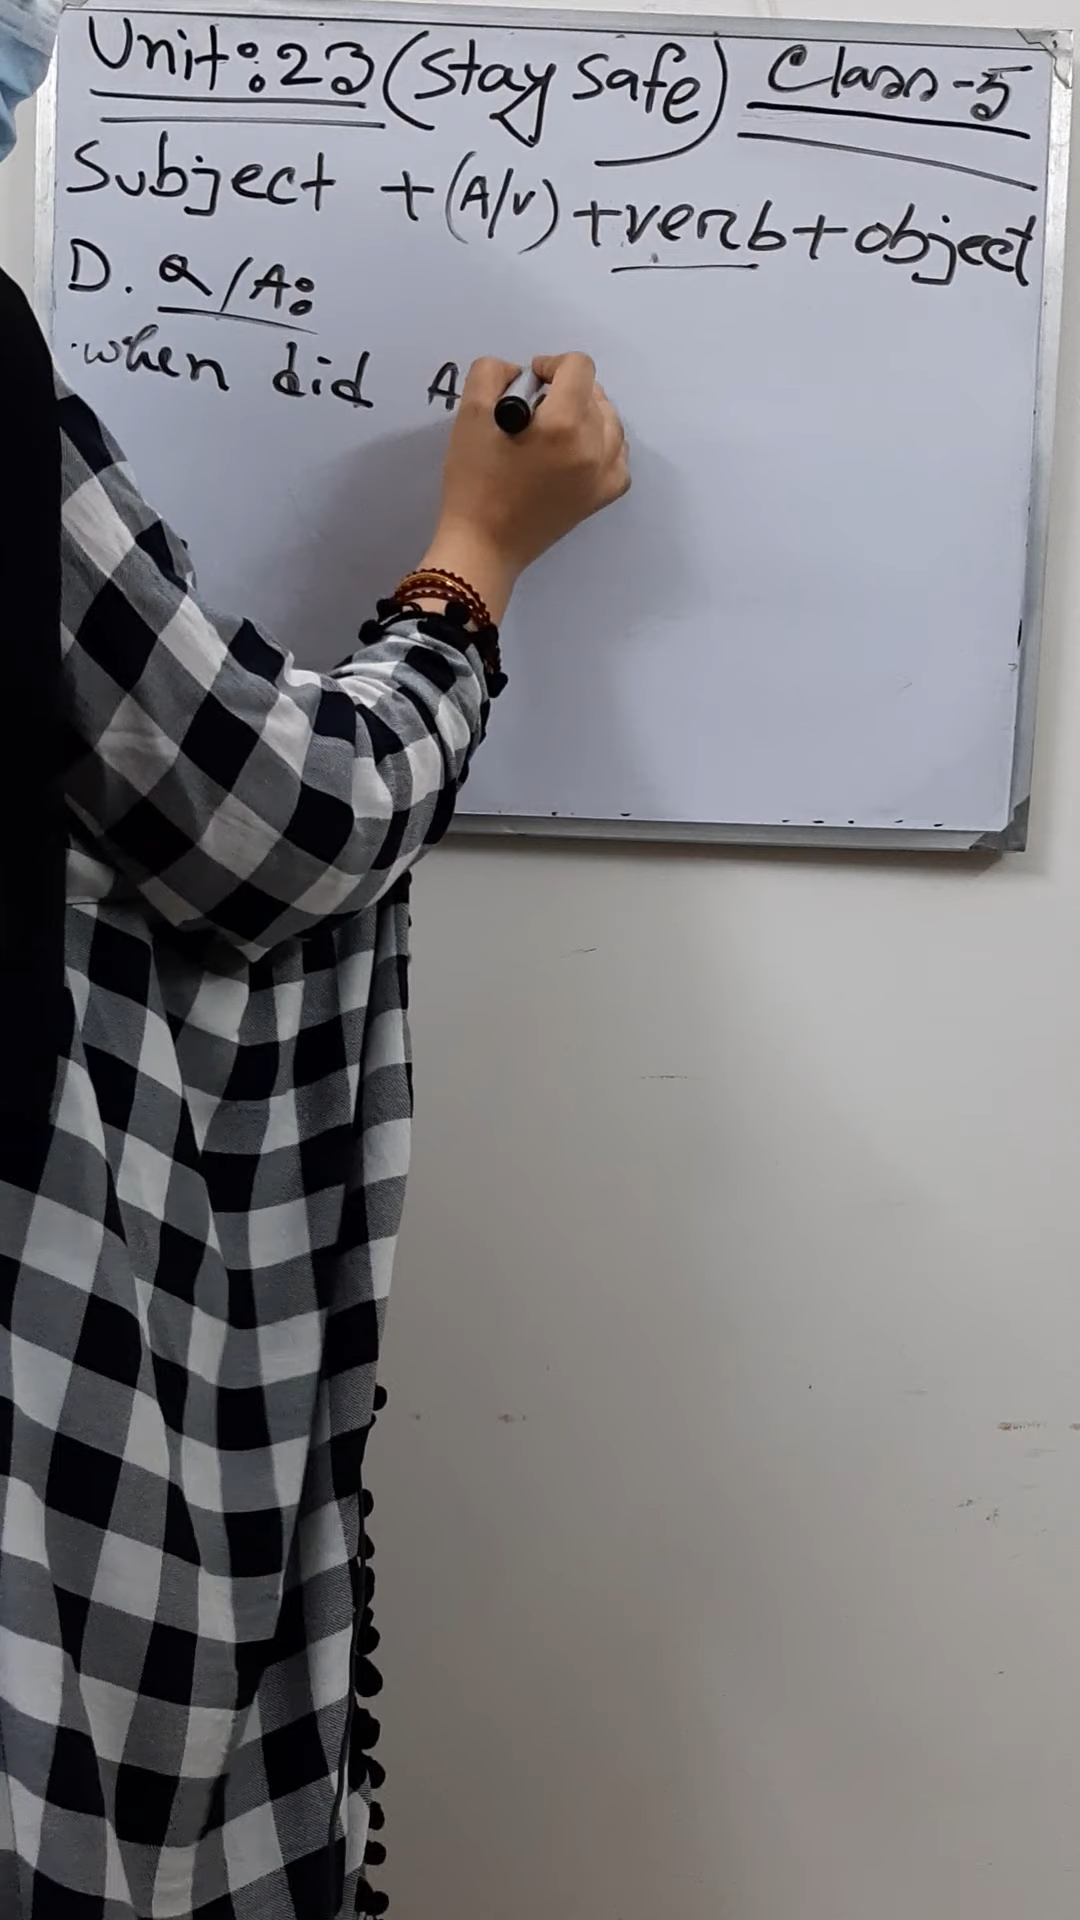 Unit:23 (Stay Safe) Class-5
Subject + (A/V) + verb + object
D. Q/A:
when did A